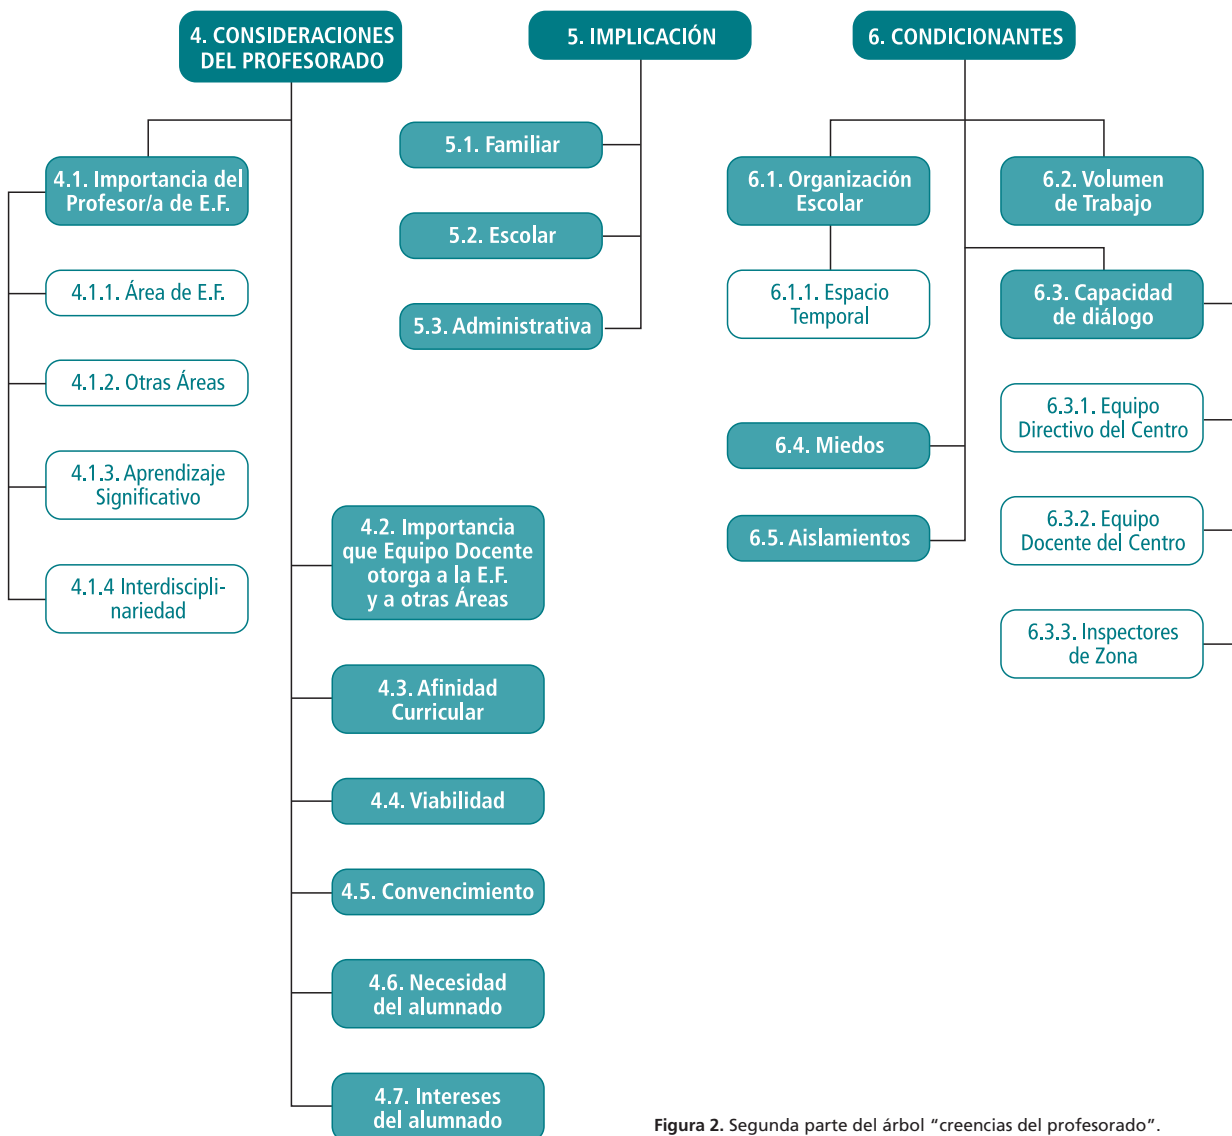 4. CONSIDERACIONES
DEL PROFESORADO
4.1. Importancia del
Profesor/a de E.F.
4.1.1. Área de E.F.
4.1.2. Otras Áreas
4.1.3. Aprendizaje
Significativo
4.1.4 Interdiscipli-
nariedad
4.2. Importancia
que Equipo Docente
otorga a la E.F.
y a otras Áreas
4.3. Afinidad
Curricular
4.4. Viabilidad
4.5. Convencimiento
4.6. Necesidad
del alumnado
4.7. Intereses
del alumnado
5. IMPLICACIÓN
5.1. Familiar
5.2. Escolar
5.3. Administrativa
6. CONDICIONANTES
6.1. Organización
Escolar
6.1.1. Espacio
Temporal
6.2. Volumen
de Trabajo
6.3. Capacidad
de diálogo
6.3.1. Equipo
Directivo del Centro
6.3.2. Equipo
Docente del Centro
6.3.3. Inspectores
de Zona
6.4. Miedos
6.5. Aislamientos
Figura 2. Segunda parte del árbol "creencias del profesorado".